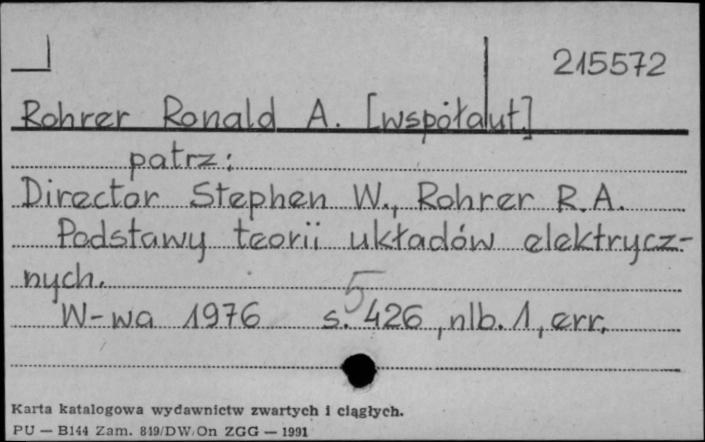 215572
Rohrer Ronald A. [współaut.]
patrz:
Director Stephen W., Rohrer R.A.
Podstawy teorii układów elektrycz-
nych.
5
W-wa 1976 s. 426, nlb. 1, err.
Karta katalogowa wydawnictw zwartych i ciągłych.
PU — B144 Zam. 819/DW/On ZGG — 1991